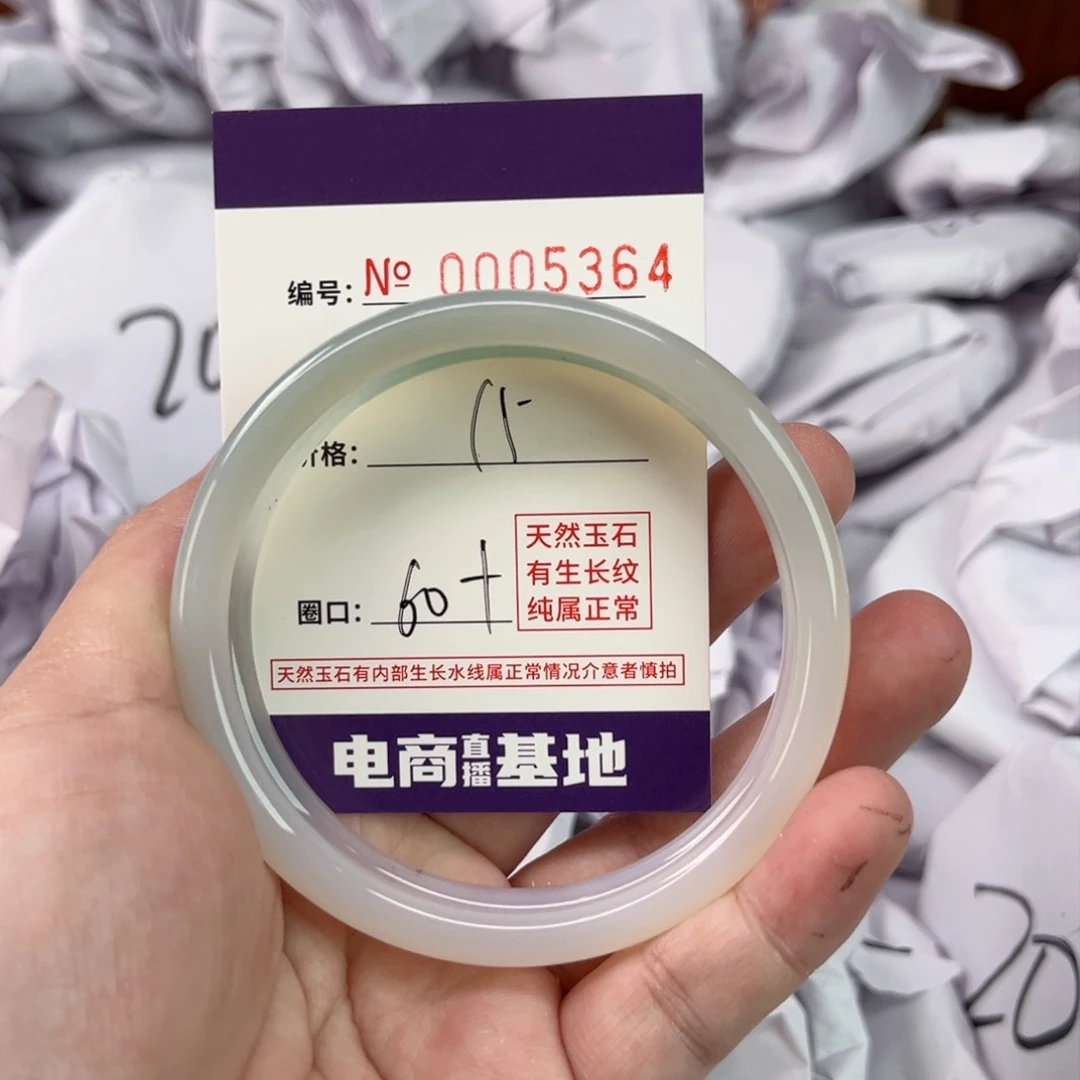 编号: № 0005364
格:
天然玉石
有生长纹
圈口: 60+
纯属正常
天然玉石有内部生长水线属正常情况介意者慎拍
电商直播基地
20
20